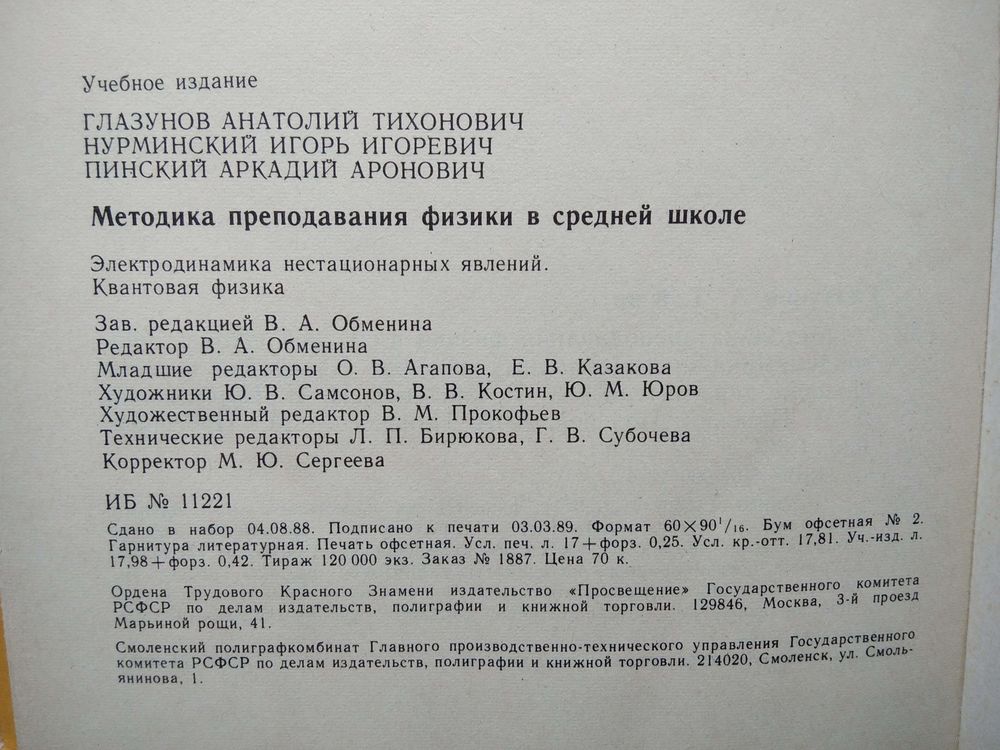 Учебное издание
ГЛАЗУНОВ АНАТОЛИЙ ТИХОНОВИЧ
НУРМИНСКИЙ ИГОРЬ ИГОРЕВИЧ
ПИНСКИЙ АРКАДИЙ АРОНОВИЧ
Методика преподавания физики в средней школе
Электродинамика нестационарных явлений.
Квантовая физика
Зав. редакцией В. А. Обменина
Редактор В. А. Обменина
Младшие редакторы О. В. Агапова, Е. В. Казакова
Художники Ю. В. Самсонов, В. В. Костин, Ю. М. Юров
Художественный редактор В. М. Прокофьев
Технические редакторы Л. П. Бирюкова, Г. В. Субочева
Корректор М. Ю. Сергеева
ИБ № 11221
Сдано в набор 04.08.88. Подписано к печати 03.03.89. Формат 60×90¹/₁₆. Бум офсетная № 2.
Гарнитура литературная. Печать офсетная. Усл. печ. л. 17+форз. 0,25. Усл. кр.-отт. 17,81. Уч.-изд. л.
17,98+форз. 0,42. Тираж 120 000 экз. Заказ № 1887. Цена 70 к.
Ордена Трудового Красного Знамени издательство «Просвещение» Государственного комитета
РСФСР по делам издательств, полиграфии и книжной торговли. 129846, Москва, 3-й проезд
Марьиной рощи, 41.
Смоленский полиграфкомбинат Главного производственно-технического управления Государственного
комитета РСФСР по делам издательств, полиграфии и книжной торговли. 214020, Смоленск, ул. Смоль-
янинова, 1.